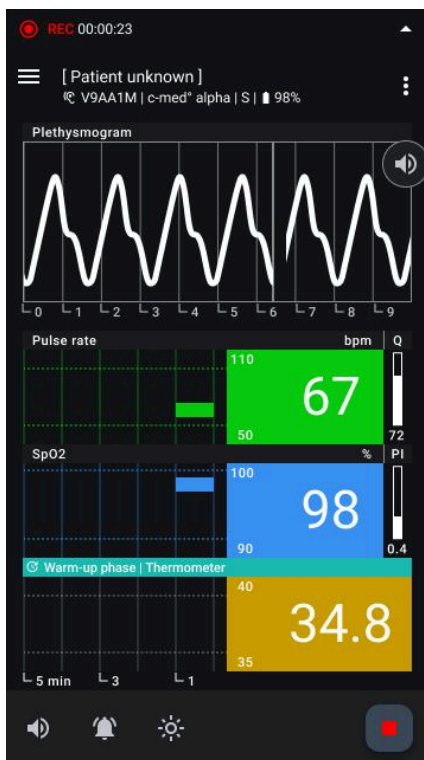 REC 00:00:23
[ Patient unknown ]
V9AA1M | c-med° alpha | S | 98%
Plethysmogram
0 1 2 3 4 5 6 7 8 9
Pulse rate bpm Q
110
67
50 72
SpO2 % PI
100
98
90 0.4
Warm-up phase | Thermometer
40
34.8
35
5 min 3 1